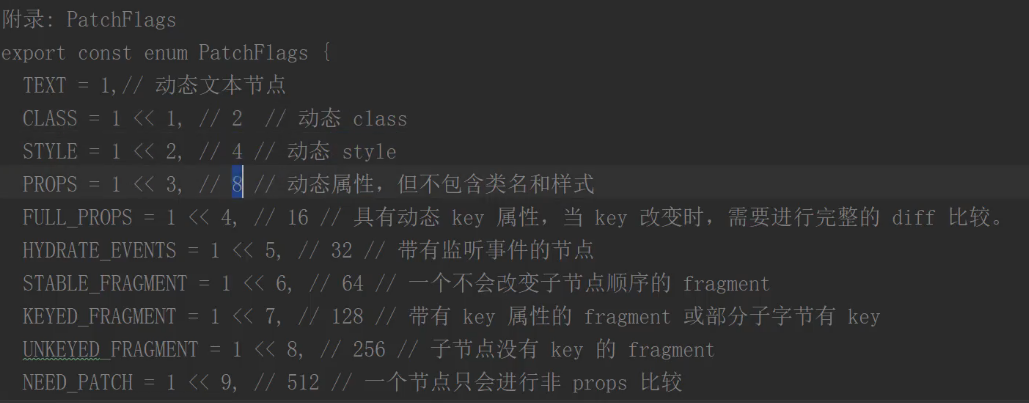 附录: PatchFlags
export const enum PatchFlags {
TEXT = 1,// 动态文本节点
CLASS = 1 << 1, // 2 // 动态 class
STYLE = 1 << 2, // 4 // 动态 style
PROPS = 1 << 3, // 8 // 动态属性，但不包含类名和样式
FULL_PROPS = 1 << 4, // 16 // 具有动态 key 属性，当 key 改变时，需要进行完整的 diff 比较。
HYDRATE_EVENTS = 1 << 5, // 32 // 带有监听事件的节点
STABLE_FRAGMENT = 1 << 6, // 64 // 一个不会改变子节点顺序的 fragment
KEYED_FRAGMENT = 1 << 7, // 128 // 带有 key 属性的 fragment 或部分子字节有 key
UNKEYED_FRAGMENT = 1 << 8, // 256 // 子节点没有 key 的 fragment
NEED_PATCH = 1 << 9, // 512 // 一个节点只会进行非 props 比较